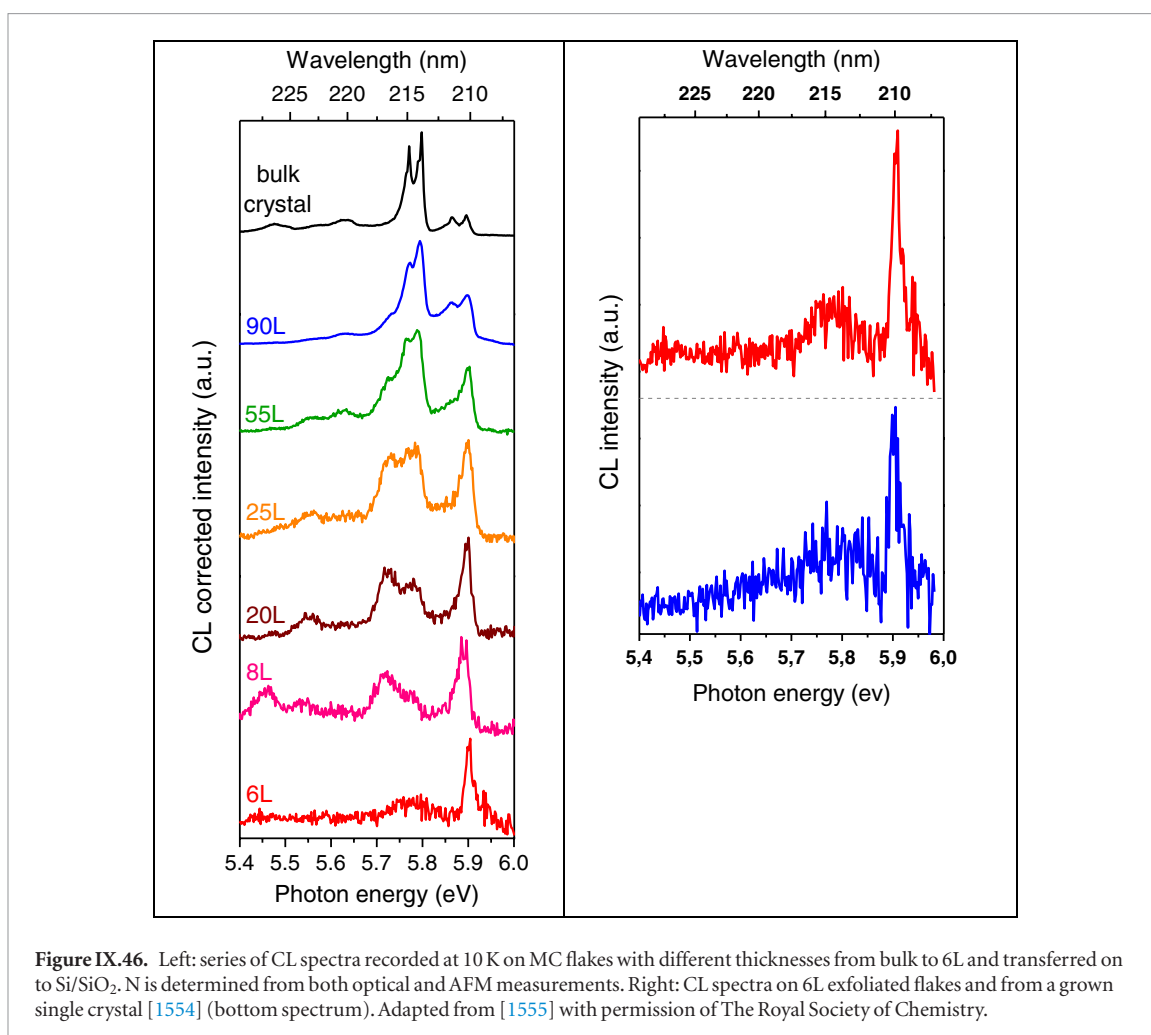 Wavelength (nm)
225 220 215 210
bulk
crystal
90L
55L
25L
20L
8L
6L
CL corrected intensity (a.u.)
5.4 5.5 5.6 5.7 5.8 5.9 6.0
Photon energy (eV)
Wavelength (nm)
225 220 215 210
CL intensity (a.u.)
5,4 5,5 5,6 5,7 5,8 5,9 6,0
Photon energy (ev)
Figure IX.46. Left: series of CL spectra recorded at 10 K on MC flakes with different thicknesses from bulk to 6L and transferred on
to Si/SiO₂. N is determined from both optical and AFM measurements. Right: CL spectra on 6L exfoliated flakes and from a grown
single crystal [1554] (bottom spectrum). Adapted from [1555] with permission of The Royal Society of Chemistry.